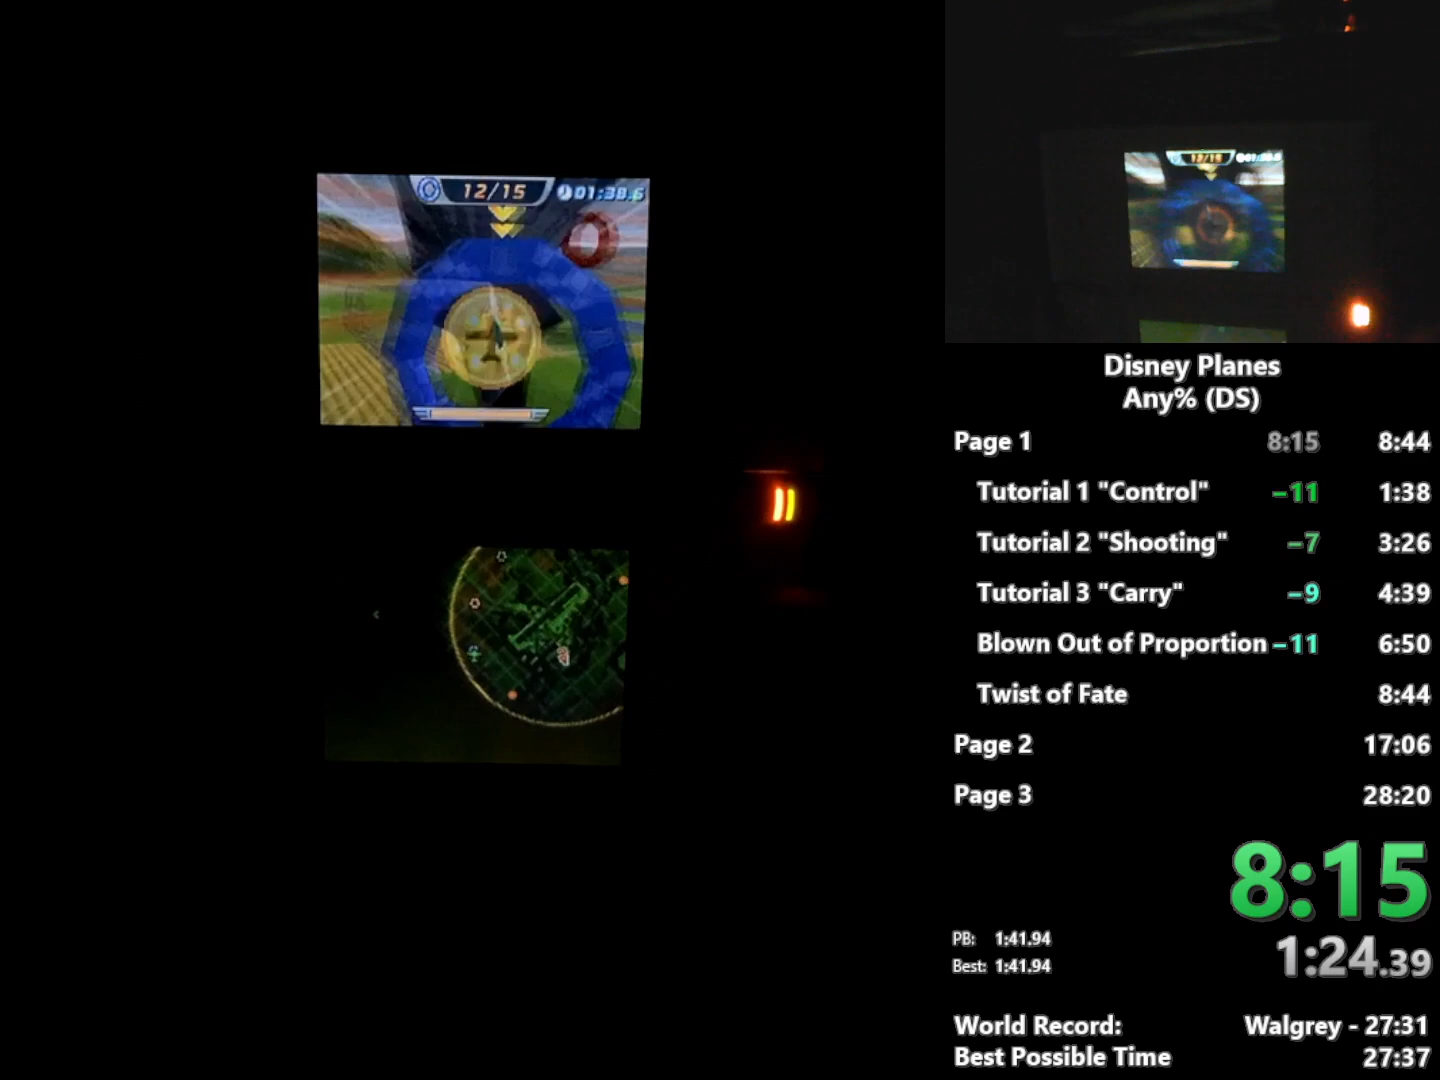 12/15
01:38.6
12/15
Disney Planes
Any% (DS)
Page 1 8:15 8:44
Tutorial 1 "Control" −11 1:38
Tutorial 2 "Shooting" −7 3:26
Tutorial 3 "Carry" −9 4:39
Blown Out of Proportion −11 6:50
Twist of Fate 8:44
Page 2 17:06
Page 3 28:20
8:15
PB: 1:41.94
1:24.39
Best: 1:41.94
World Record: Walgrey - 27:31
Best Possible Time 27:37